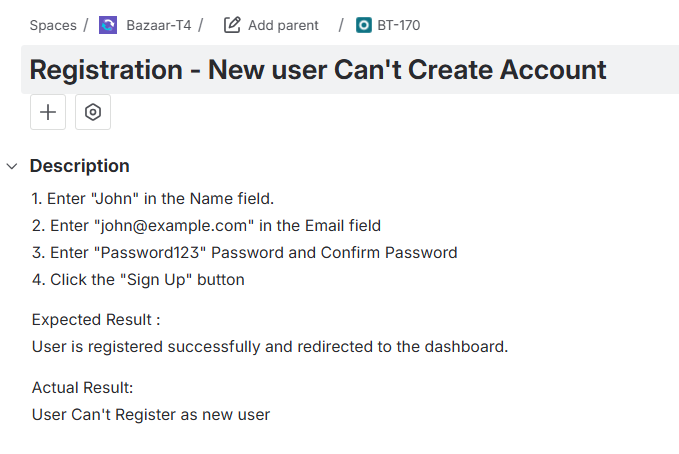 Spaces / Bazaar-T4 / Add parent / BT-170
Registration - New user Can't Create Account
Description
1. Enter "John" in the Name field.
2. Enter "john@example.com" in the Email field
3. Enter "Password123" Password and Confirm Password
4. Click the "Sign Up" button
Expected Result :
User is registered successfully and redirected to the dashboard.
Actual Result:
User Can't Register as new user